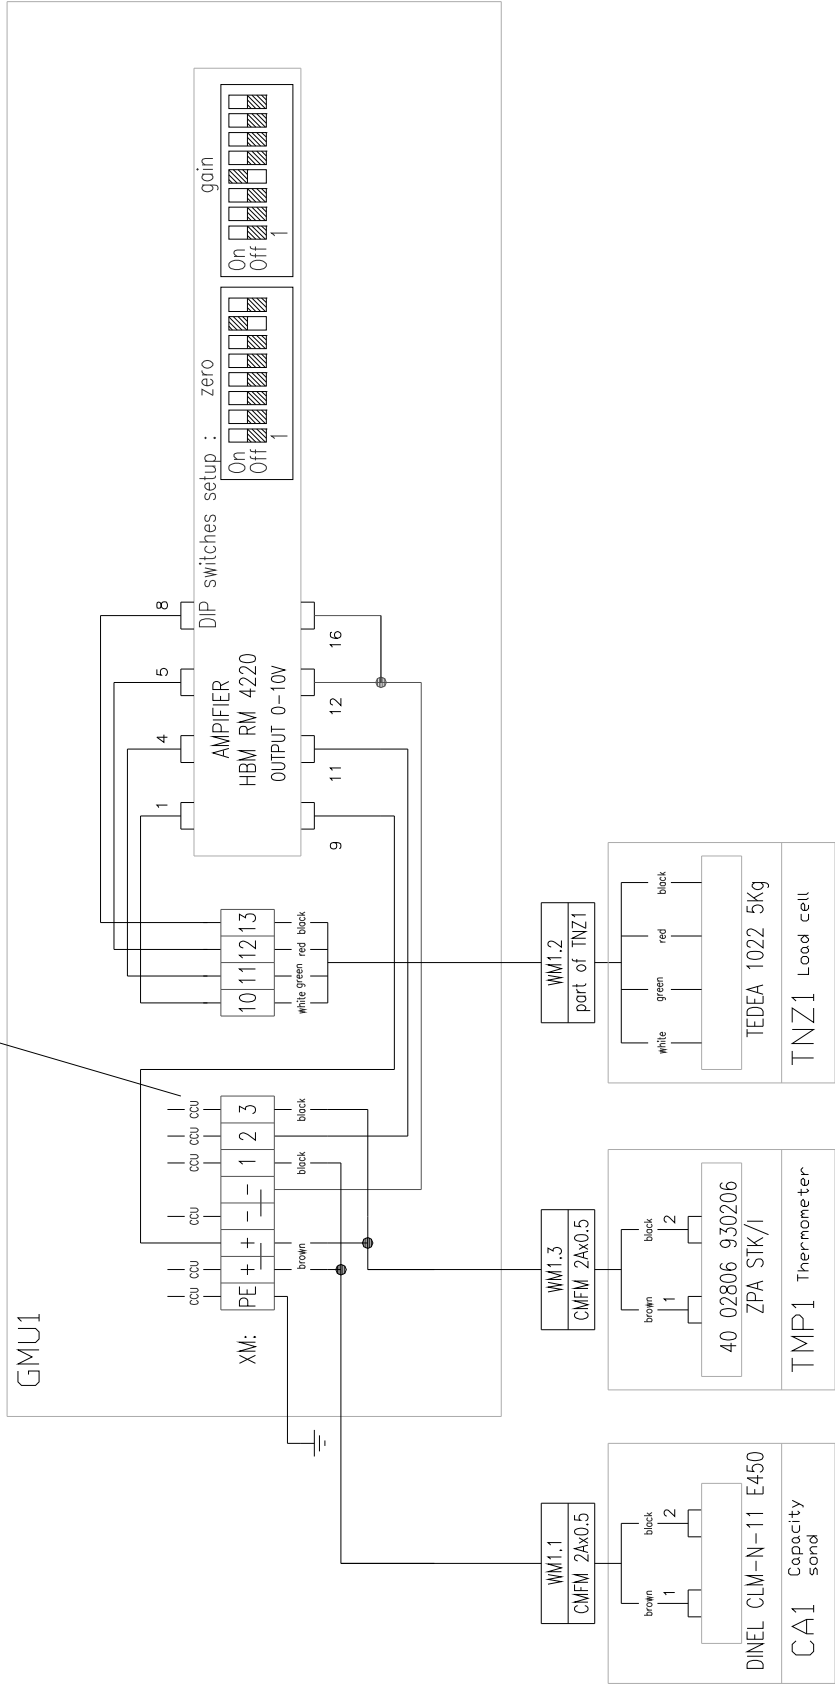 GMU1
DIP switches setup :
zero
gain
On
Off
1
On
Off
1
1
4
5
8
AMPIFIER
HBM RM 4220
OUTPUT 0-10V
9
11
12
16
CCU
CCU
CCU
CCU
CCU
CCU
XM:
PE
+
+
-
-
1
2
3
10
11
12
13
brown
black
black
white
green
red
black
WM1.1
CMFM 2Ax0.5
WM1.3
CMFM 2Ax0.5
WM1.2
part of TNZ1
brown
1
black
2
DINEL CLM-N-11 E450
CA1 Capacity
sond
brown
1
black
2
40 02806 930206
ZPA STK/I
TMP1 Thermometer
white
green
red
black
TEDEA 1022 5Kg
TNZ1 Load cell